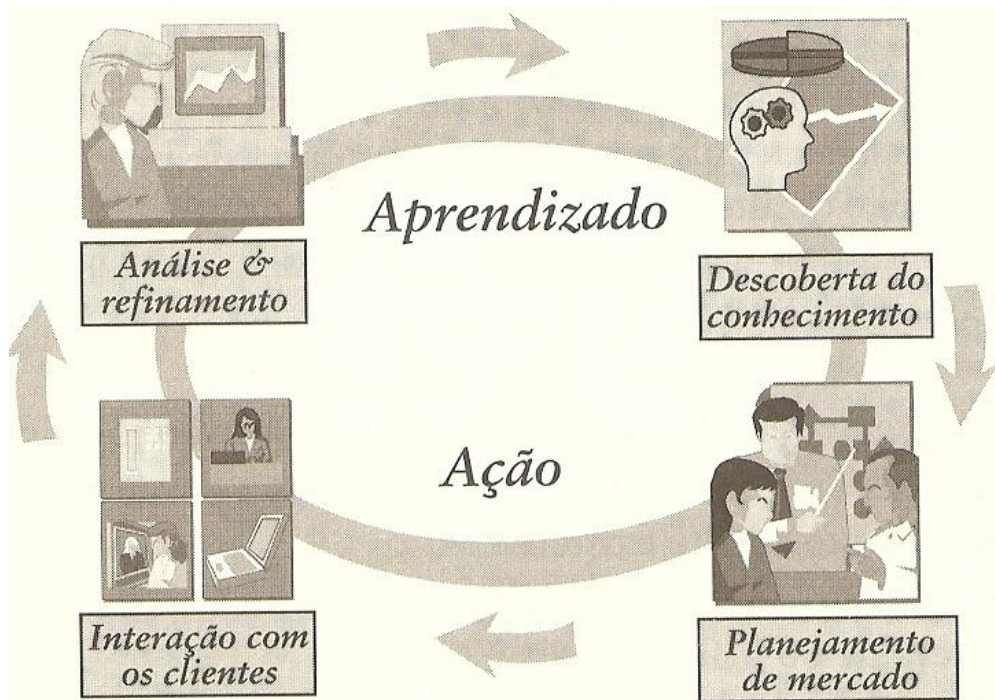 Aprendizado
Análise &
refinamento
Descoberta do
conhecimento
Ação
Interação com
os clientes
Planejamento
de mercado